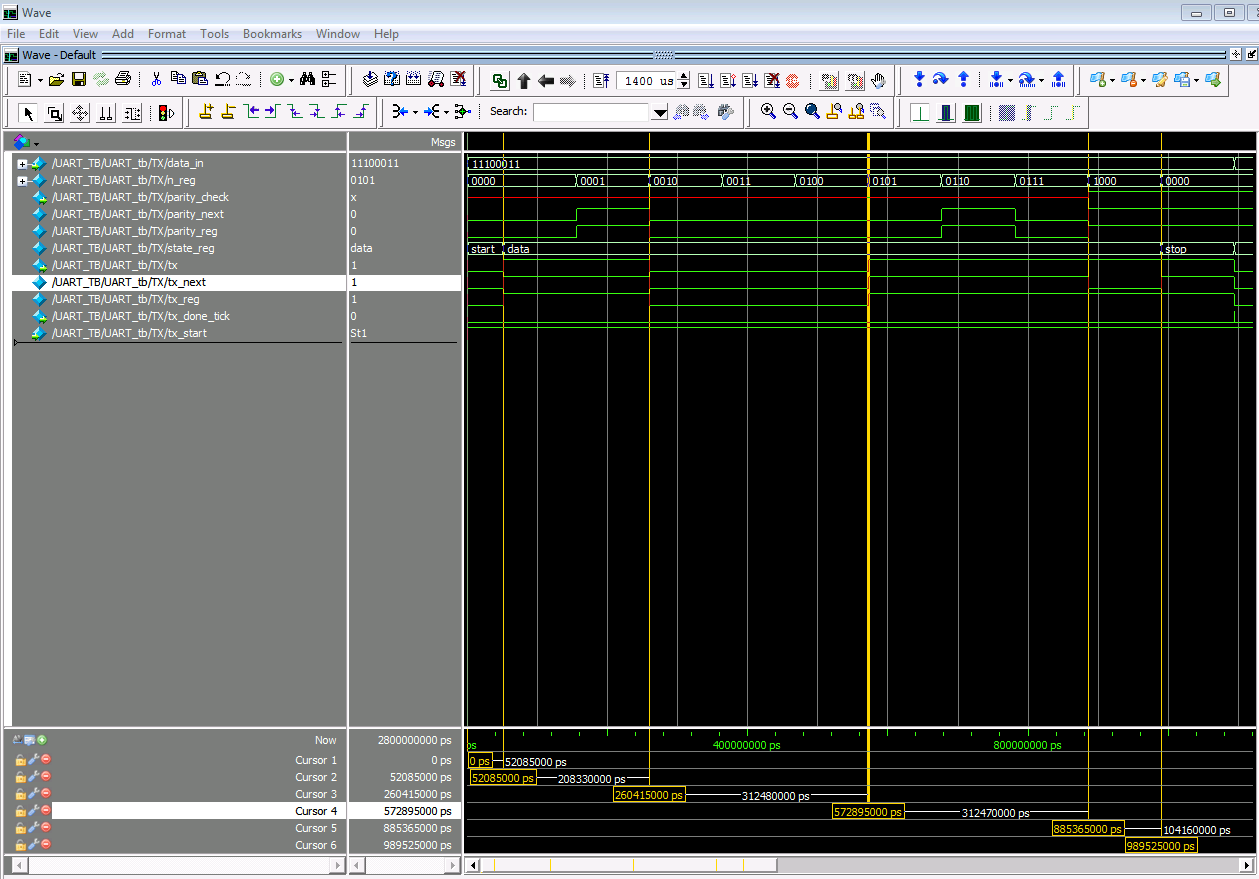 Wave
File Edit View Add Format Tools Bookmarks Window Help
Wave - Default
1400 us
Search:
Msgs
/UART_TB/UART_tb/TX/data_in 11100011 11100011
/UART_TB/UART_tb/TX/n_reg 0101 0000 0001 0010 0011 0100 0101 0110 0111 1000 0000
/UART_TB/UART_tb/TX/parity_check x
/UART_TB/UART_tb/TX/parity_next 0
/UART_TB/UART_tb/TX/parity_reg 0
/UART_TB/UART_tb/TX/state_reg data start data stop
/UART_TB/UART_tb/TX/tx 1
/UART_TB/UART_tb/TX/tx_next 1
/UART_TB/UART_tb/TX/tx_reg 1
/UART_TB/UART_tb/TX/tx_done_tick 0
/UART_TB/UART_tb/TX/tx_start St1
Now 2800000000 ps ps 400000000 ps 800000000 ps
Cursor 1 0 ps 0 ps 52085000 ps
Cursor 2 52085000 ps 52085000 ps 208330000 ps
Cursor 3 260415000 ps 260415000 ps 312480000 ps
Cursor 4 572895000 ps 572895000 ps 312470000 ps
Cursor 5 885365000 ps 885365000 ps 104160000 ps
Cursor 6 989525000 ps 989525000 ps